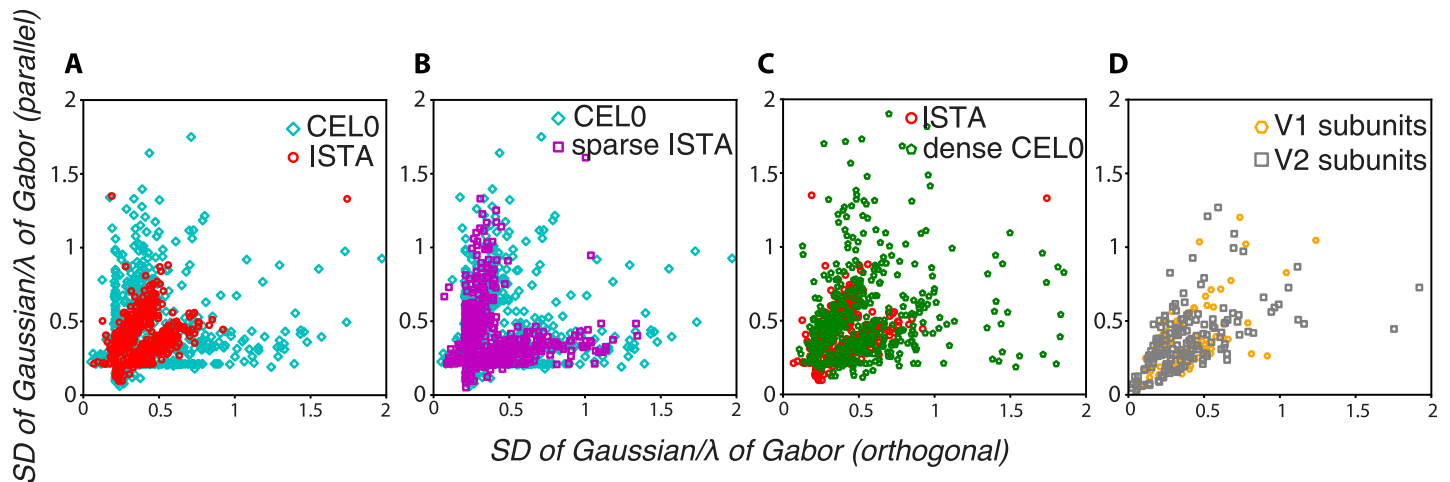 SD of Gaussian/λ of Gabor (parallel)
A
2
1.5
1
0.5
0
0 0.5 1 1.5 2
CEL0
ISTA
B
2
1.5
1
0.5
0
0 0.5 1 1.5 2
CEL0
sparse ISTA
C
2
1.5
1
0.5
0
0 0.5 1 1.5 2
ISTA
dense CEL0
D
2
1.5
1
0.5
0
0 0.5 1 1.5 2
V1 subunits
V2 subunits
SD of Gaussian/λ of Gabor (orthogonal)